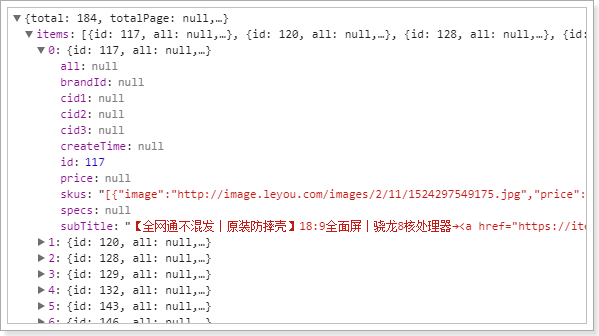 {total: 184, totalPage: null,…}
items: [{id: 117, all: null,…}, {id: 120, all: null,…}, {id: 128, all: null,…}, {id:
0: {id: 117, all: null,…}
all: null
brandId: null
cid1: null
cid2: null
cid3: null
createTime: null
id: 117
price: null
skus: "[{"image":"http://image.leyou.com/images/2/11/1524297549175.jpg","price":
specs: null
subTitle: "【全网通不混发丨原装防摔壳】18:9全面屏丨骁龙8核处理器→<a href="https://ite
1: {id: 120, all: null,…}
2: {id: 128, all: null,…}
3: {id: 129, all: null,…}
4: {id: 132, all: null,…}
5: {id: 143, all: null,…}
6: {id: 146, all: null,…}